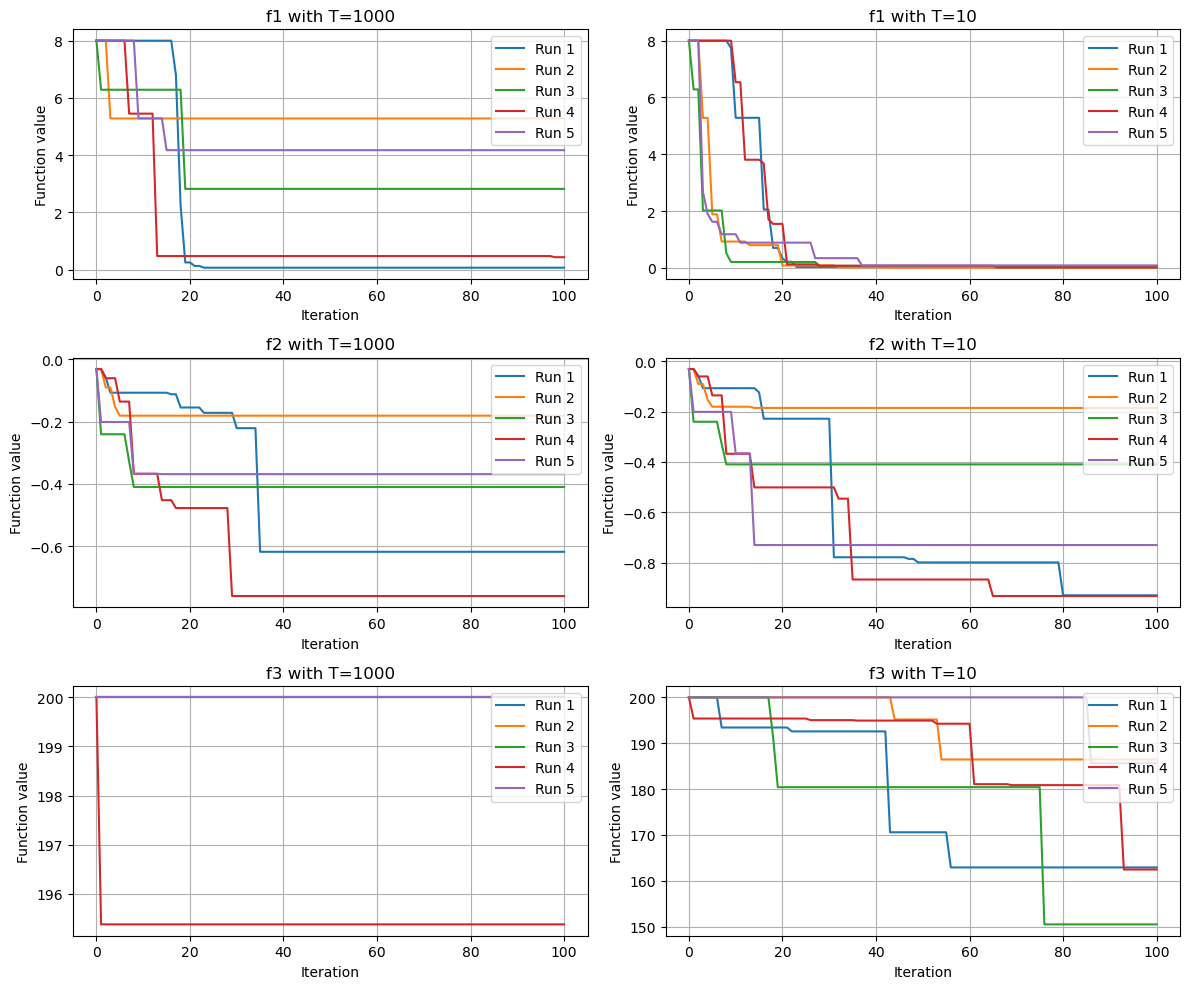 f1 with T=1000
8
6
4
2
0
Function value
0
20
40
60
80
100
Iteration
Run 1
Run 2
Run 3
Run 4
Run 5
f1 with T=10
8
6
4
2
0
Function value
0
20
40
60
80
100
Iteration
Run 1
Run 2
Run 3
Run 4
Run 5
f2 with T=1000
0.0
−0.2
−0.4
−0.6
Function value
0
20
40
60
80
100
Iteration
Run 1
Run 2
Run 3
Run 4
Run 5
f2 with T=10
0.0
−0.2
−0.4
−0.6
−0.8
Function value
0
20
40
60
80
100
Iteration
Run 1
Run 2
Run 3
Run 4
Run 5
f3 with T=1000
200
199
198
197
196
Function value
0
20
40
60
80
100
Iteration
Run 1
Run 2
Run 3
Run 4
Run 5
f3 with T=10
200
190
180
170
160
150
Function value
0
20
40
60
80
100
Iteration
Run 1
Run 2
Run 3
Run 4
Run 5